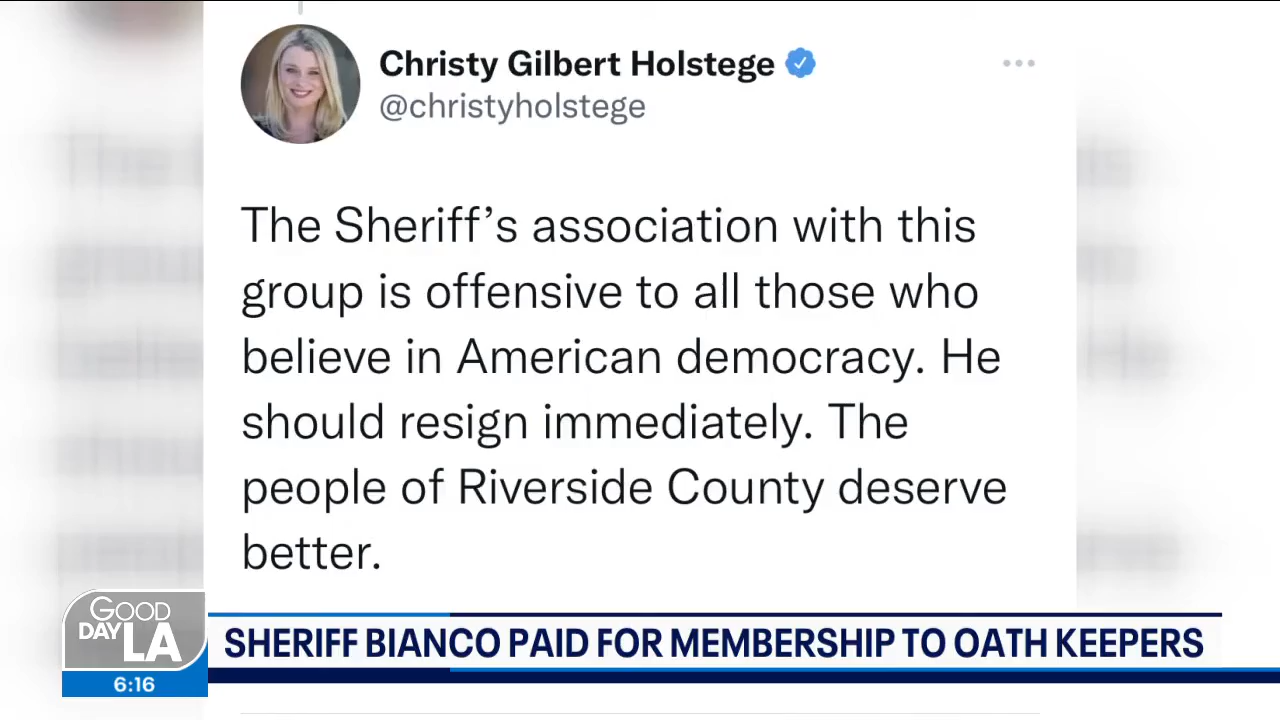 Christy Gilbert Holstege
@christyholstege
The Sheriff’s association with this
group is offensive to all those who
believe in American democracy. He
should resign immediately. The
people of Riverside County deserve
better.
GOOD
DAY LA
SHERIFF BIANCO PAID FOR MEMBERSHIP TO OATH KEEPERS
6:16